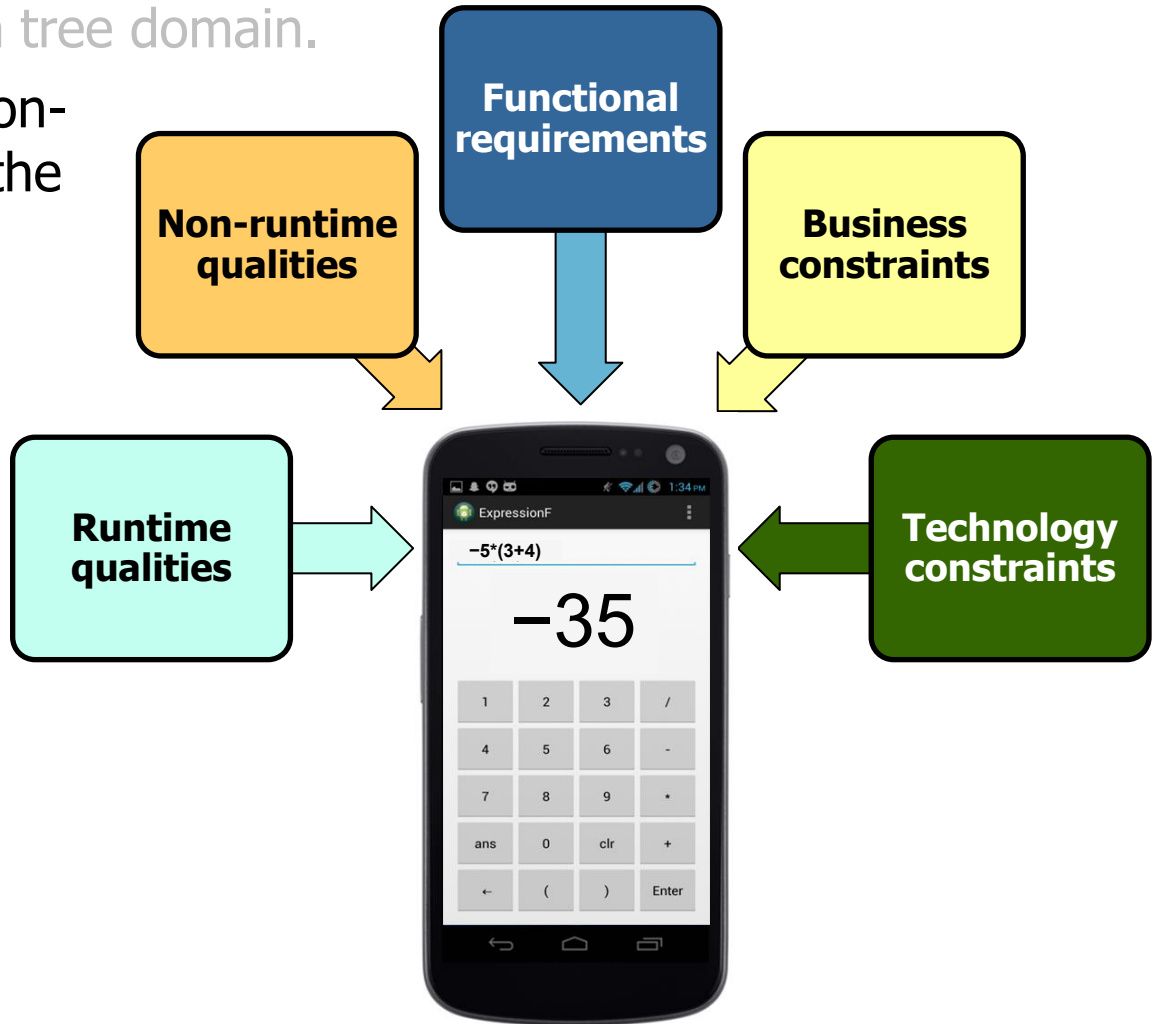 n tree domain.
on-
the
Functional
requirements
Non-runtime
qualities
Business
constraints
Runtime
qualities
Technology
constraints
1:34 PM
ExpressionF
−5*(3+4)
−35
1 2 3 /
4 5 6 -
7 8 9 *
ans 0 clr +
← ( ) Enter